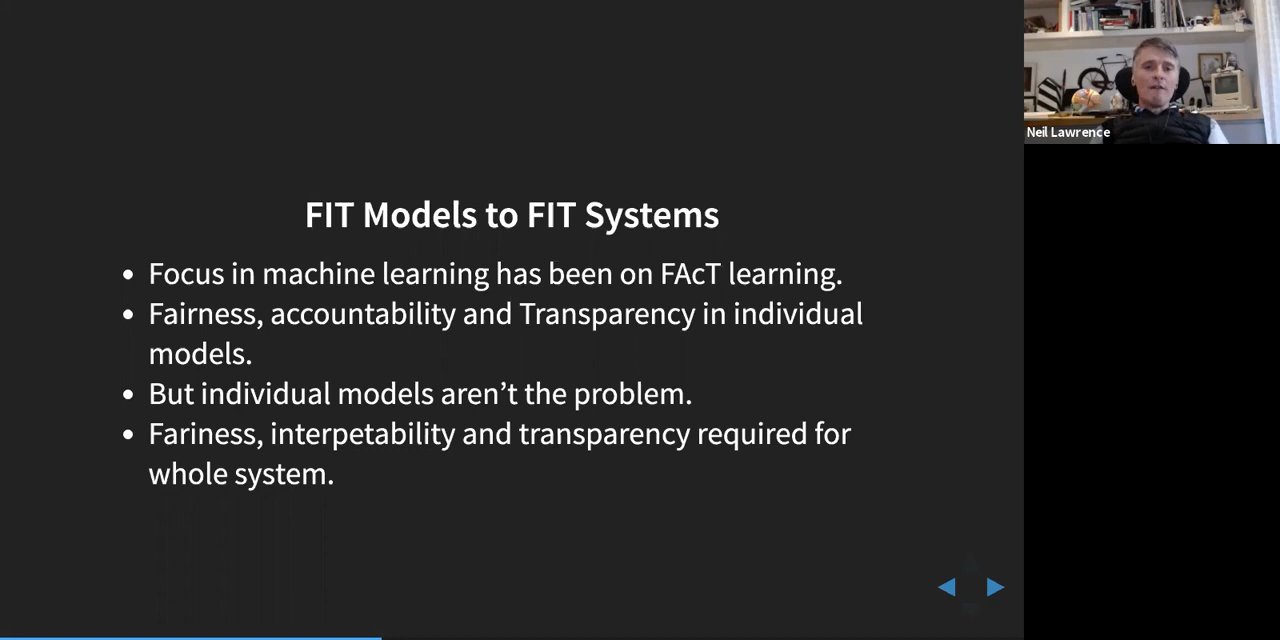 FIT Models to FIT Systems
Focus in machine learning has been on FAcT learning.
Fairness, accountability and Transparency in individual
models.
But individual models aren’t the problem.
Fariness, interpetability and transparency required for
whole system.
Neil Lawrence